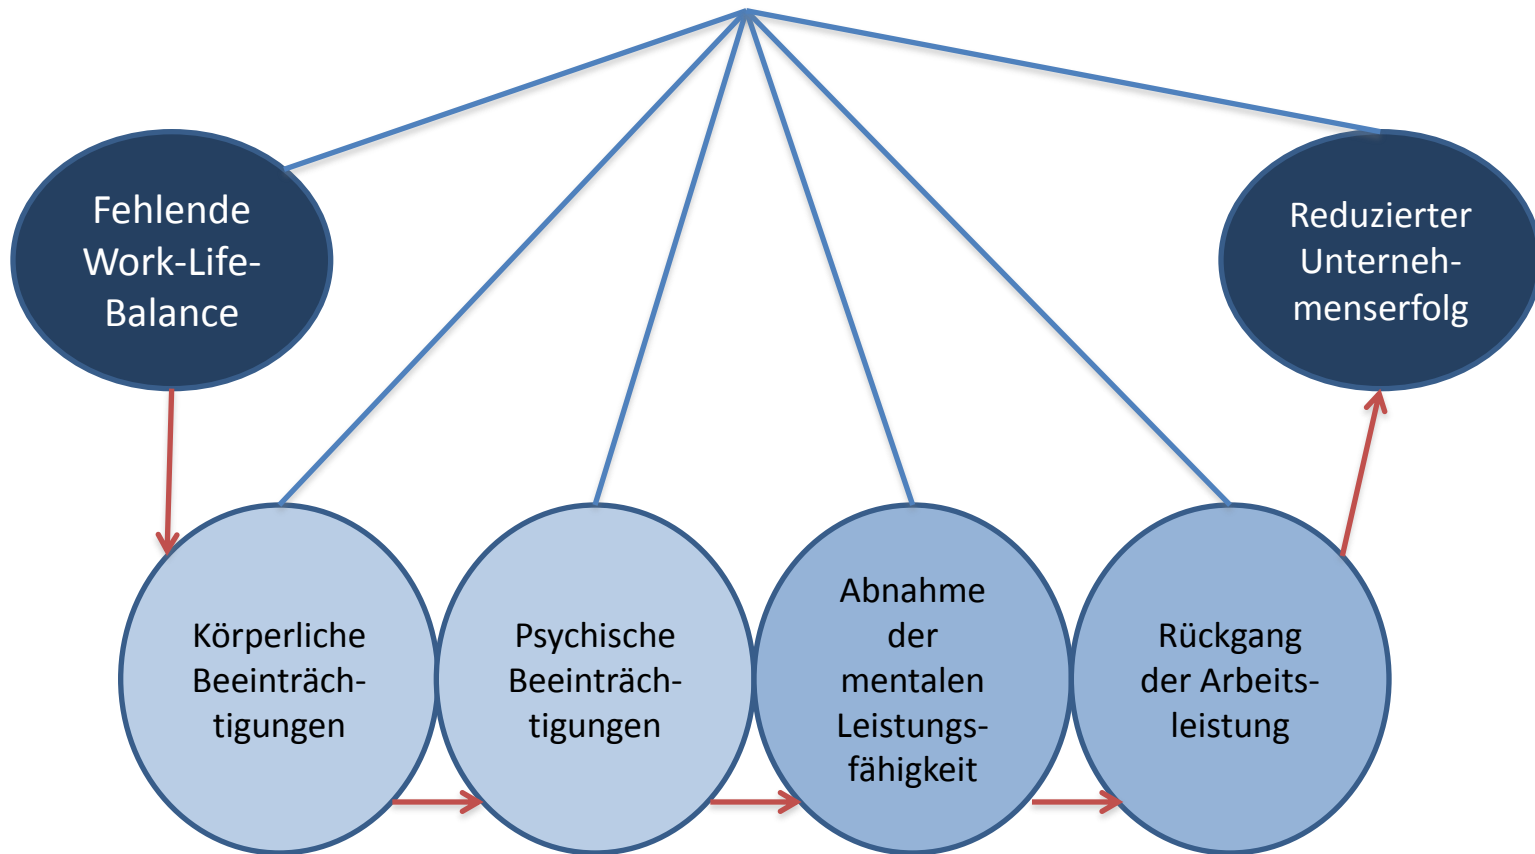 Fehlende
Work-Life-
Balance
Reduzierter
Unterneh-
menserfolg
Körperliche
Beeinträch-
tigungen
Psychische
Beeinträch-
tigungen
Abnahme
der
mentalen
Leistungs-
fähigkeit
Rückgang
der Arbeits-
leistung